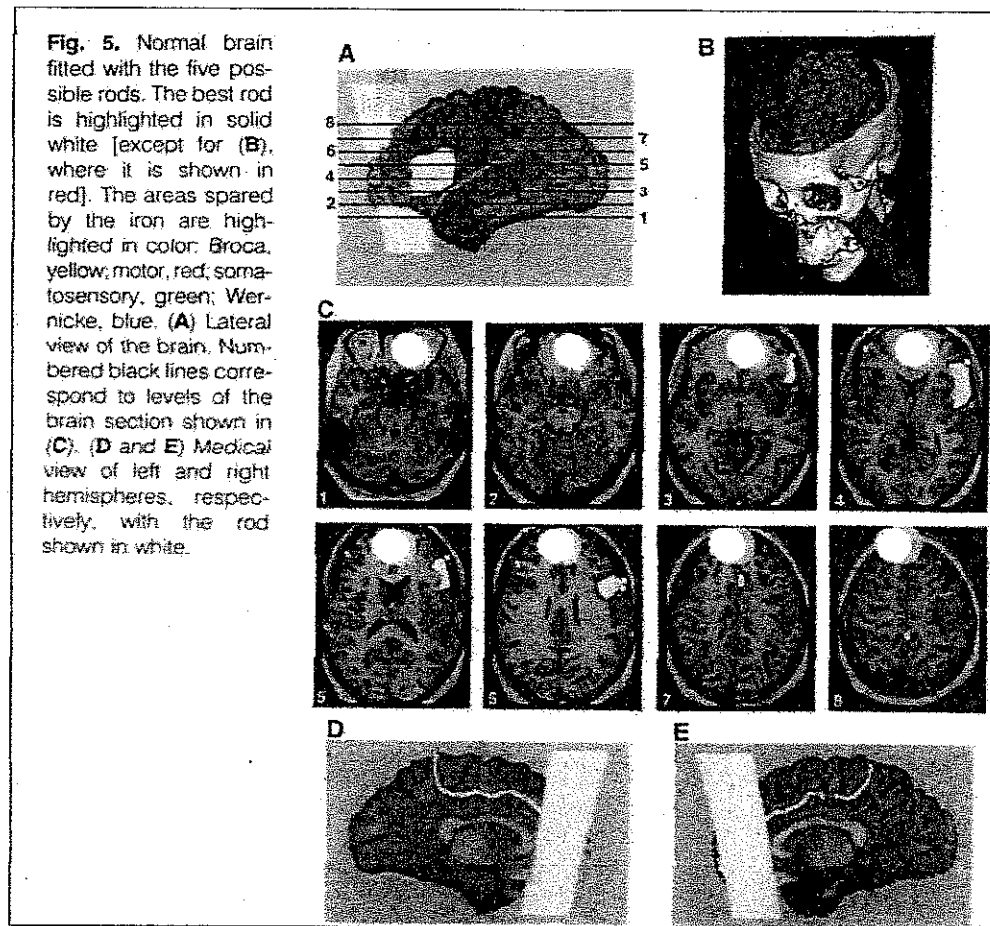 Fig. 5. Normal brain
fitted with the five pos-
sible rods. The best rod
is highlighted in solid
white [except for (B),
where it is shown in
red]. The areas spared
by the iron are high-
lighted in color: Broca,
yellow; motor, red; soma-
tosensory, green; Wer-
nicke, blue. (A) Lateral
view of the brain. Num-
bered black lines corre-
spond to levels of the
brain section shown in
(C). (D and E) Medical
view of left and right
hemispheres, respec-
tively, with the rod
shown in white.
A
8
7
6
5
4
3
2
1
B
C
1
2
3
4
5
6
7
8
D
E